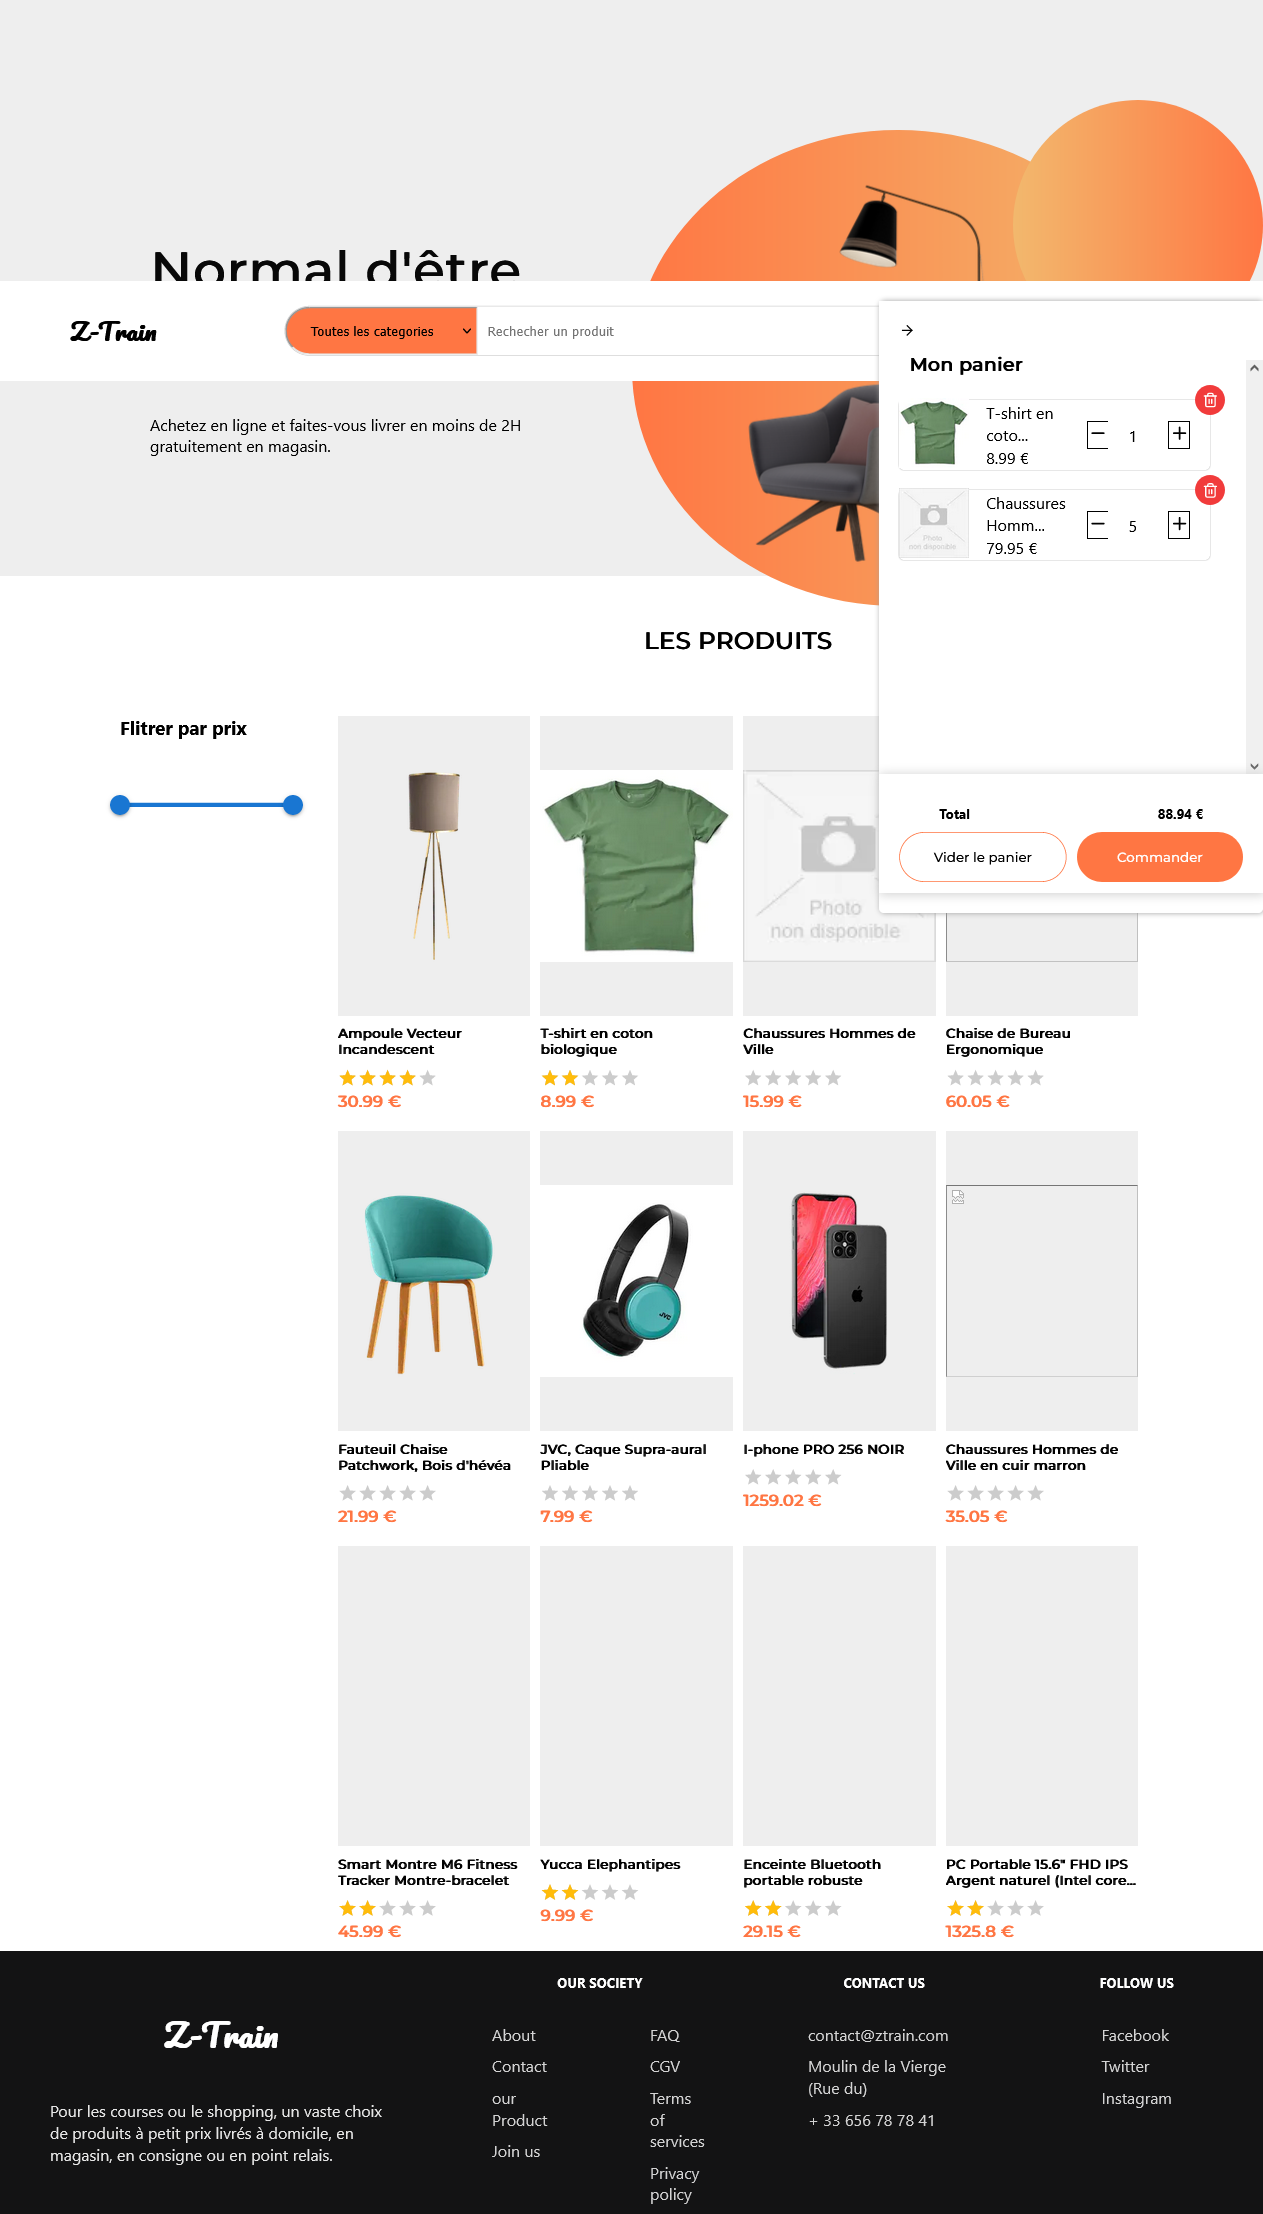 Normal d'être
Z-Train
Toutes les categories
Rechecher un produit
Achetez en ligne et faites-vous livrer en moins de 2H
gratuitement en magasin.
Mon panier
T-shirt en
coto...
8.99 €
1
Chaussures
Homm...
79.95 €
5
Photo
non disponible
Total
88.94 €
Vider le panier
Commander
LES PRODUITS
Flitrer par prix
Photo
non disponible
Ampoule Vecteur
Incandescent
30.99 €
T-shirt en coton
biologique
8.99 €
Chaussures Hommes de
Ville
15.99 €
Chaise de Bureau
Ergonomique
60.05 €
JVC
Fauteuil Chaise
Patchwork, Bois d'hévéa
21.99 €
JVC, Caque Supra-aural
Pliable
7.99 €
I-phone PRO 256 NOIR
1259.02 €
Chaussures Hommes de
Ville en cuir marron
35.05 €
Smart Montre M6 Fitness
Tracker Montre-bracelet
45.99 €
Yucca Elephantipes
9.99 €
Enceinte Bluetooth
portable robuste
29.15 €
PC Portable 15.6" FHD IPS
Argent naturel (Intel core...
1325.8 €
Z-Train
Pour les courses ou le shopping, un vaste choix
de produits à petit prix livrés à domicile, en
magasin, en consigne ou en point relais.
OUR SOCIETY
About
Contact
our
Product
Join us
FAQ
CGV
Terms
of
services
Privacy
policy
CONTACT US
contact@ztrain.com
Moulin de la Vierge
(Rue du)
+ 33 656 78 78 41
FOLLOW US
Facebook
Twitter
Instagram